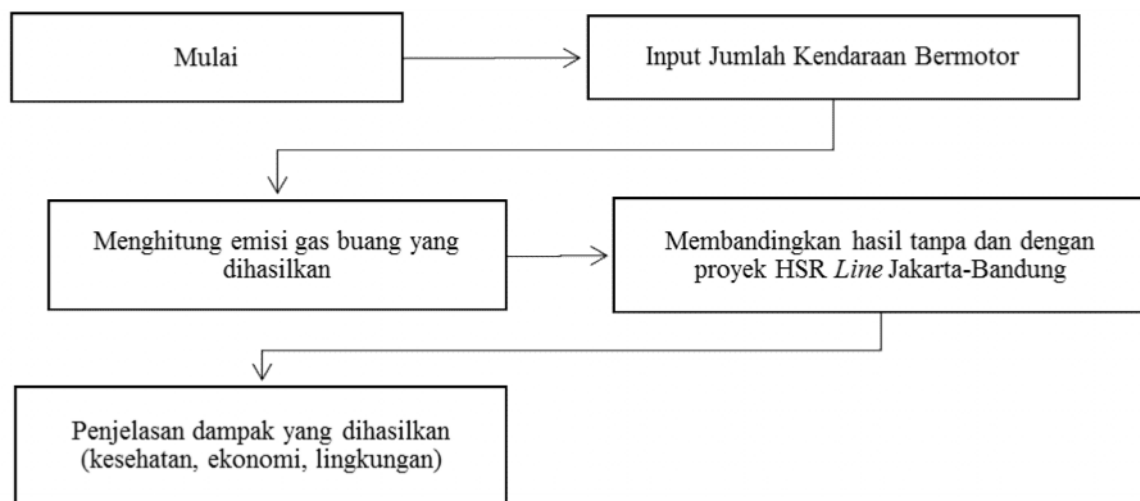 Mulai
Input Jumlah Kendaraan Bermotor
Menghitung emisi gas buang yang
dihasilkan
Membandingkan hasil tanpa dan dengan
proyek HSR Line Jakarta-Bandung
Penjelasan dampak yang dihasilkan
(kesehatan, ekonomi, lingkungan)